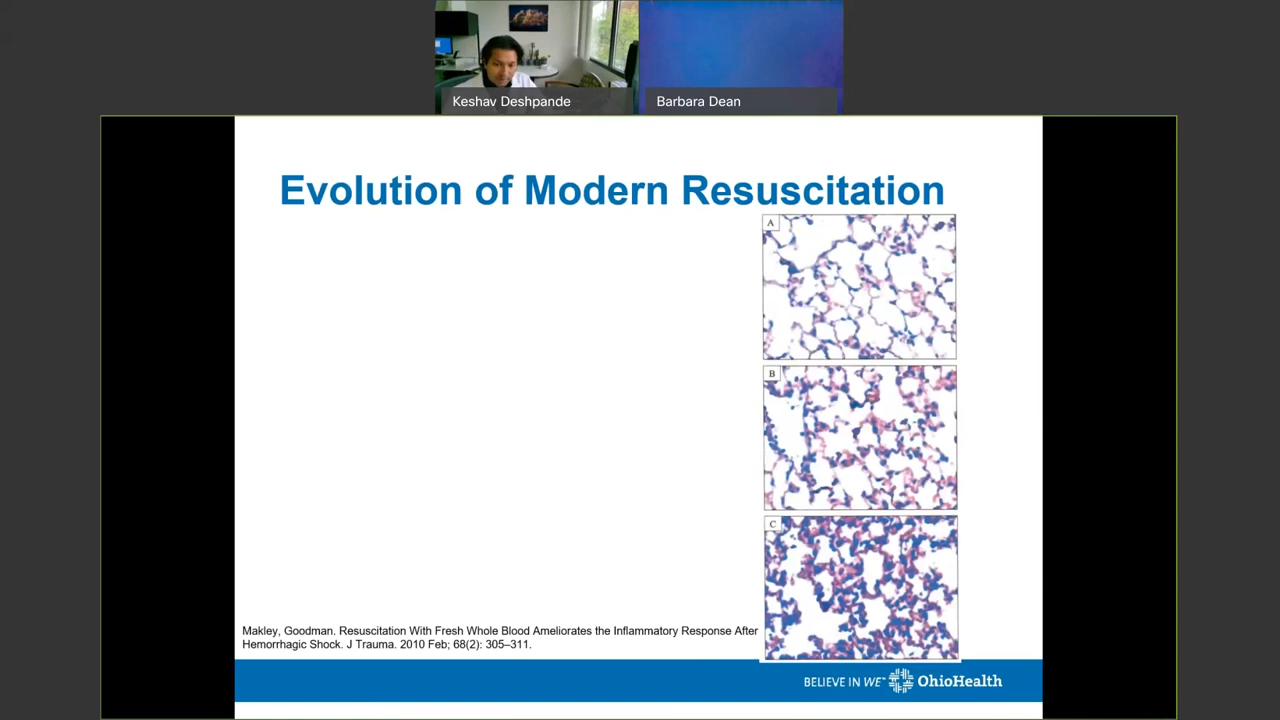 Keshav Deshpande
Barbara Dean
Evolution of Modern Resuscitation
A
B
C
Makley, Goodman. Resuscitation With Fresh Whole Blood Ameliorates the Inflammatory Response After
Hemorrhagic Shock. J Trauma. 2010 Feb; 68(2): 305–311.
BELIEVE IN WE℠ OhioHealth